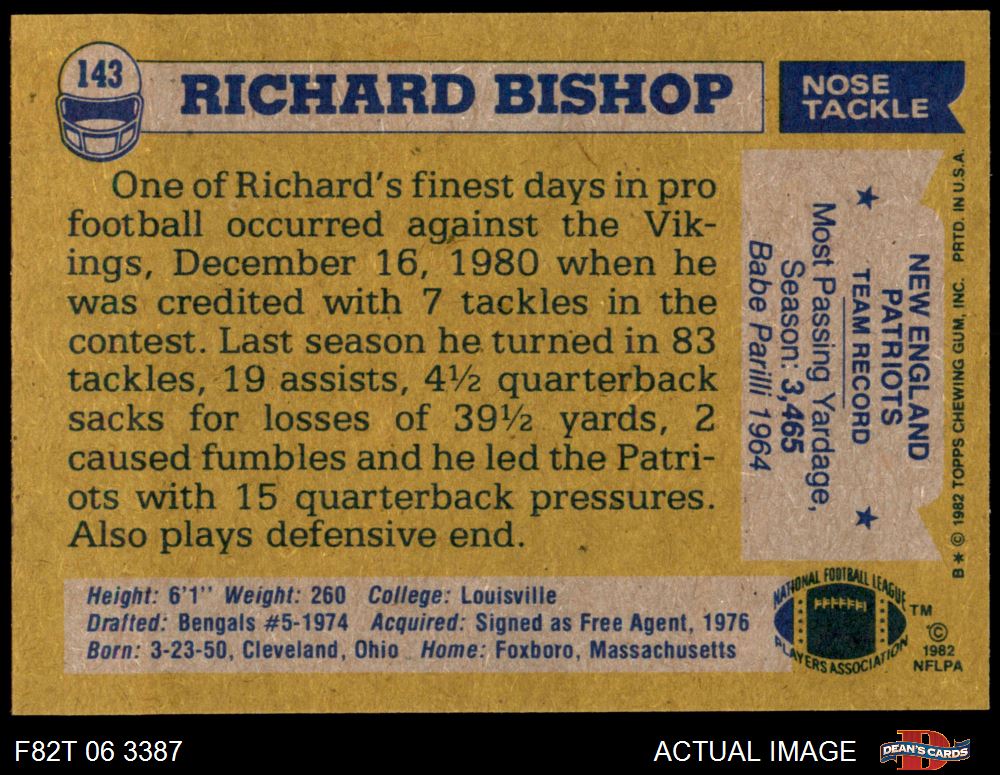 143
RICHARD BISHOP
NOSE
TACKLE
One of Richard's finest days in pro
football occurred against the Vik-
ings, December 16, 1980 when he
was credited with 7 tackles in the
contest. Last season he turned in 83
tackles, 19 assists, 4½ quarterback
sacks for losses of 39½ yards, 2
caused fumbles and he led the Patri-
ots with 15 quarterback pressures.
Also plays defensive end.
NEW ENGLAND
PATRIOTS
TEAM RECORD
Most Passing Yardage,
Season: 3,465
Babe Parilli 1964
B * © 1982 TOPPS CHEWING GUM, INC. PRTD. IN U.S.A.
Height: 6'1" Weight: 260 College: Louisville
Drafted: Bengals #5-1974 Acquired: Signed as Free Agent, 1976
Born: 3-23-50, Cleveland, Ohio Home: Foxboro, Massachusetts
NATIONAL FOOTBALL LEAGUE
PLAYERS ASSOCIATION
TM
©
1982
NFLPA
F82T 06 3387
ACTUAL IMAGE
DEAN'S CARDS